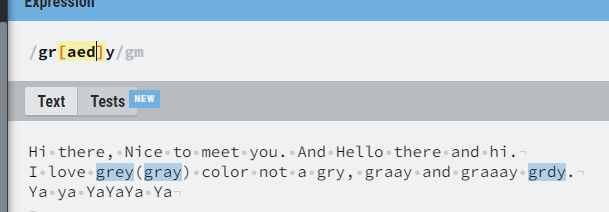 Expression
/gr[aed]y/gm
Text Tests NEW
Hi there, Nice to meet you. And Hello there and hi.
I love grey(gray) color not a gry, graay and graaay grdy.
Ya ya YaYaYa Ya